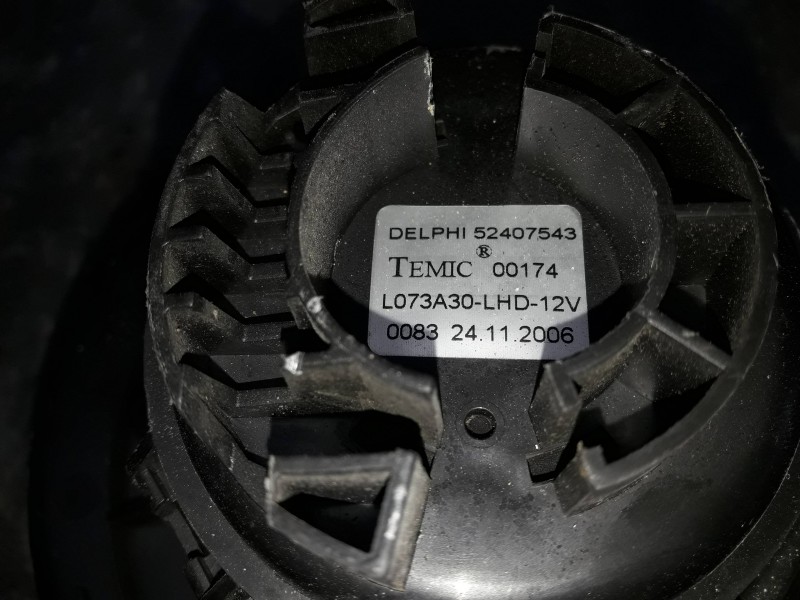 DELPHI 52407543
TEMIC® 00174
L073A30-LHD-12V
0083 24.11.2006